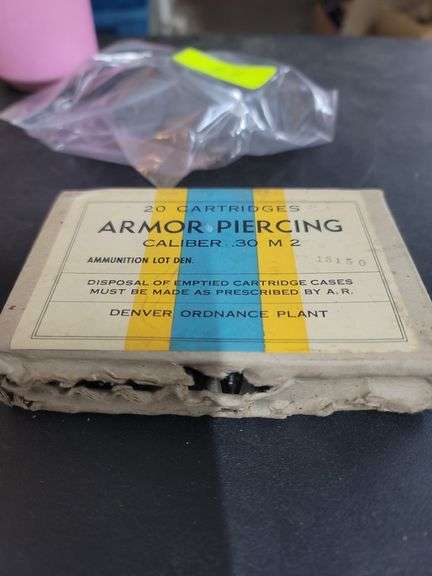 20 CARTRIDGES
ARMOR PIERCING
CALIBER .30 M 2
AMMUNITION LOT DEN. 18150
DISPOSAL OF EMPTIED CARTRIDGE CASES
MUST BE MADE AS PRESCRIBED BY A. R.
DENVER ORDNANCE PLANT